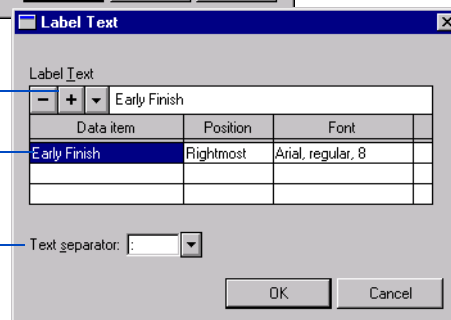 Label Text
Label Text
− + Early Finish
Data item Position Font
Early Finish Rightmost Arial, regular, 8
Text separator: :
OK Cancel